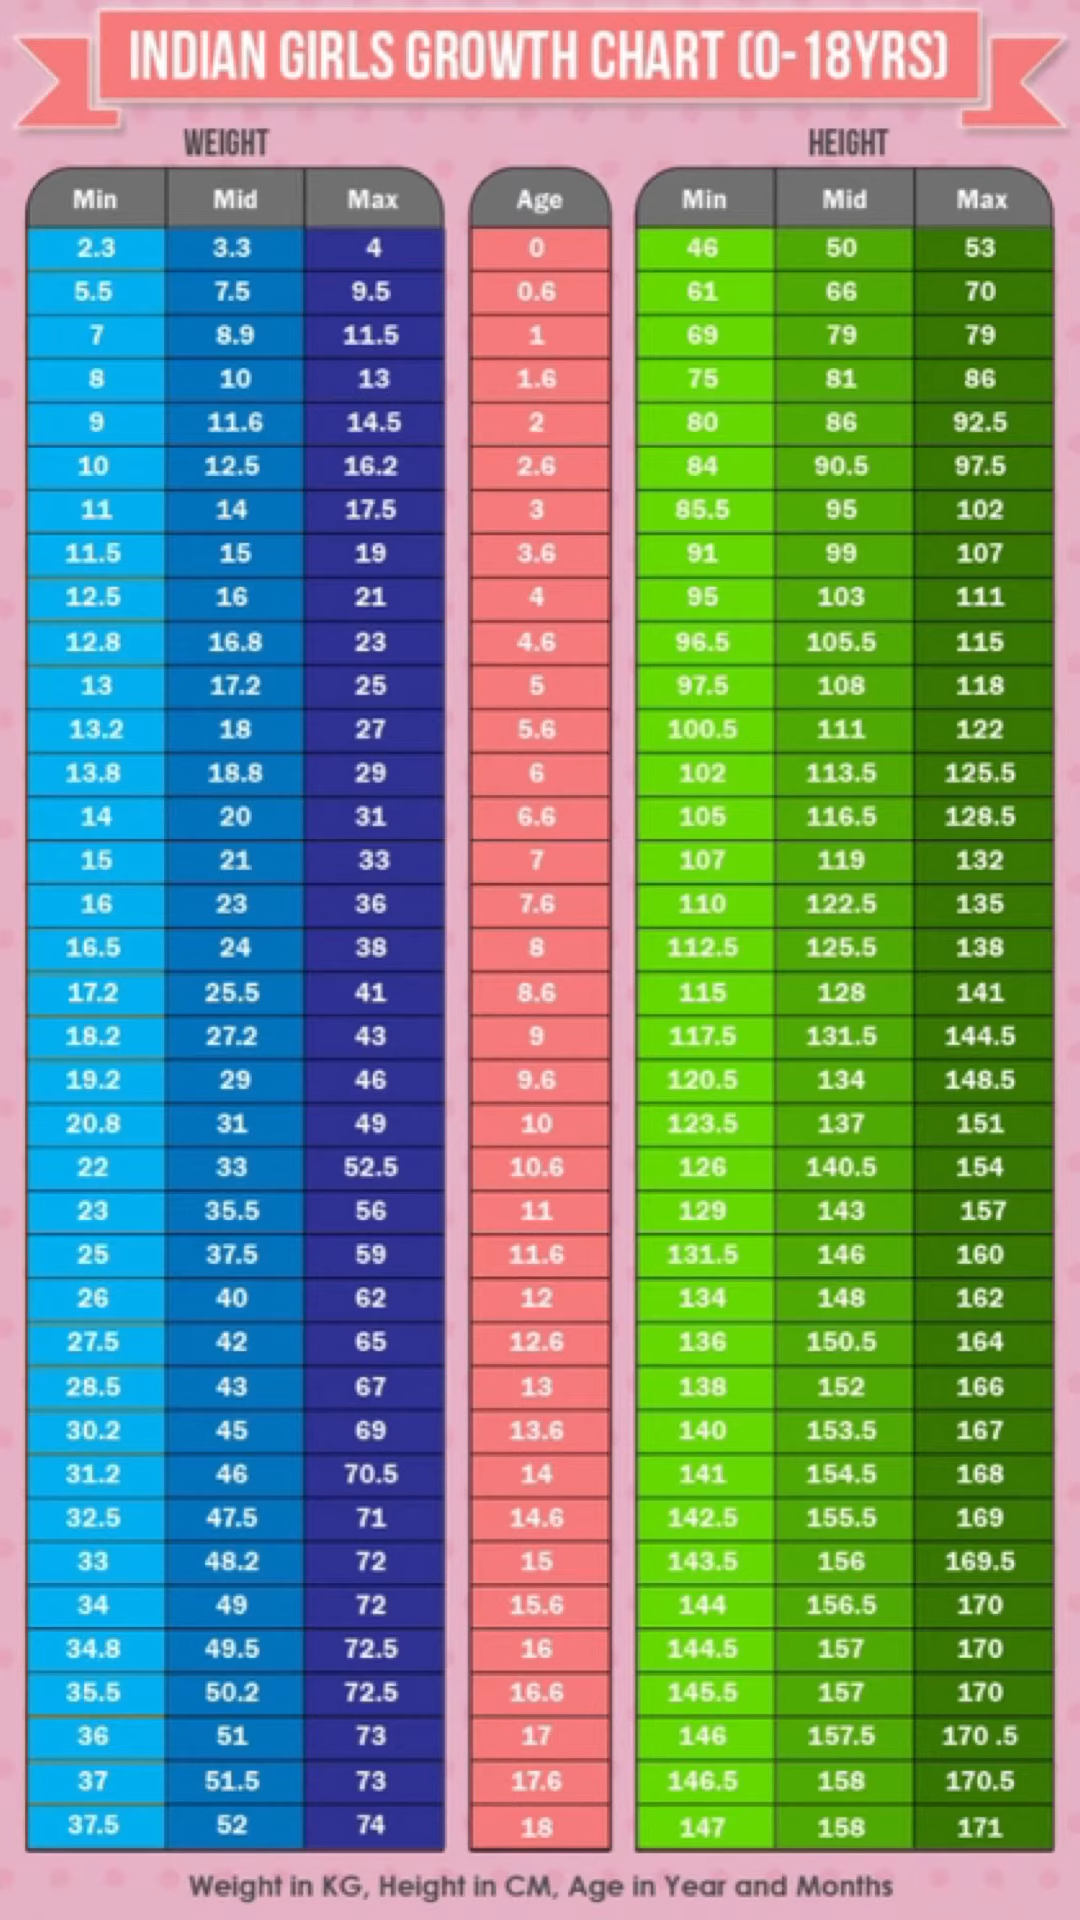 INDIAN GIRLS GROWTH CHART (0-18YRS)
WEIGHT HEIGHT
Min Mid Max Age Min Mid Max
2.3 3.3 4 0 46 50 53
5.5 7.5 9.5 0.6 61 66 70
7 8.9 11.5 1 69 79 79
8 10 13 1.6 75 81 86
9 11.6 14.5 2 80 86 92.5
10 12.5 16.2 2.6 84 90.5 97.5
11 14 17.5 3 85.5 95 102
11.5 15 19 3.6 91 99 107
12.5 16 21 4 95 103 111
12.8 16.8 23 4.6 96.5 105.5 115
13 17.2 25 5 97.5 108 118
13.2 18 27 5.6 100.5 111 122
13.8 18.8 29 6 102 113.5 125.5
14 20 31 6.6 105 116.5 128.5
15 21 33 7 107 119 132
16 23 36 7.6 110 122.5 135
16.5 24 38 8 112.5 125.5 138
17.2 25.5 41 8.6 115 128 141
18.2 27.2 43 9 117.5 131.5 144.5
19.2 29 46 9.6 120.5 134 148.5
20.8 31 49 10 123.5 137 151
22 33 52.5 10.6 126 140.5 154
23 35.5 56 11 129 143 157
25 37.5 59 11.6 131.5 146 160
26 40 62 12 134 148 162
27.5 42 65 12.6 136 150.5 164
28.5 43 67 13 138 152 166
30.2 45 69 13.6 140 153.5 167
31.2 46 70.5 14 141 154.5 168
32.5 47.5 71 14.6 142.5 155.5 169
33 48.2 72 15 143.5 156 169.5
34 49 72 15.6 144 156.5 170
34.8 49.5 72.5 16 144.5 157 170
35.5 50.2 72.5 16.6 145.5 157 170
36 51 73 17 146 157.5 170 .5
37 51.5 73 17.6 146.5 158 170.5
37.5 52 74 18 147 158 171
Weight in KG, Height in CM, Age in Year and Months